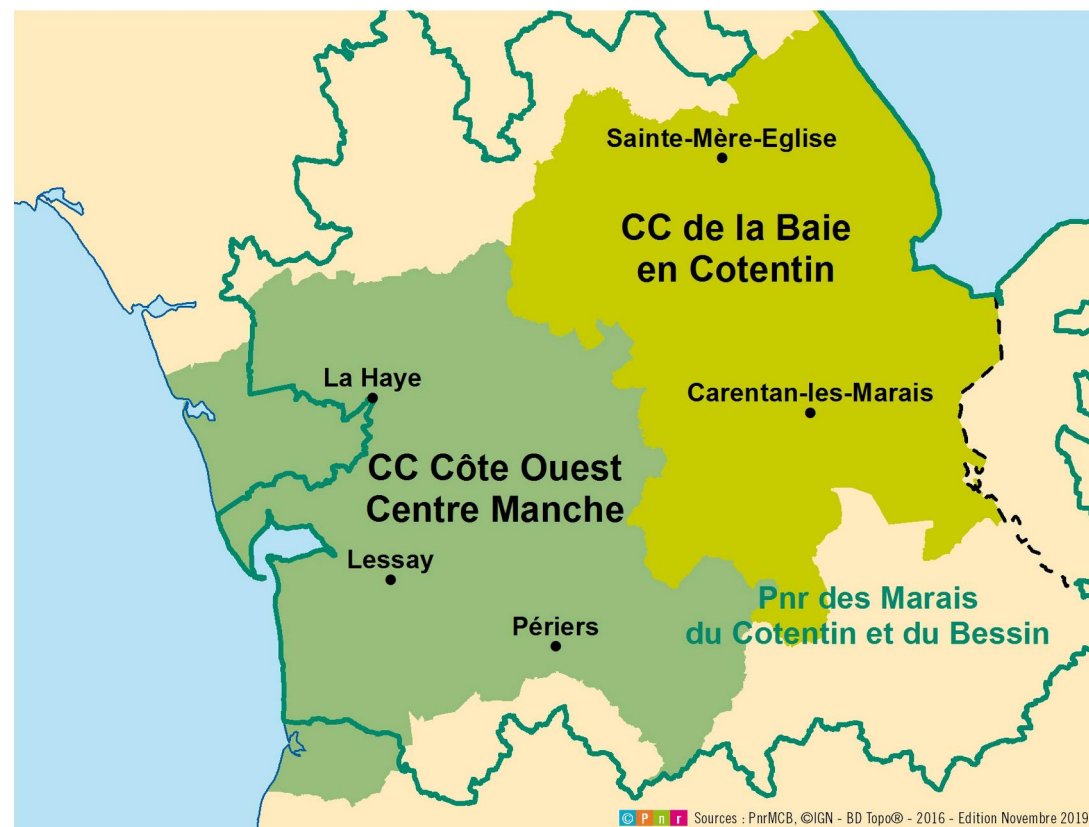 Sainte-Mère-Eglise
CC de la Baie
en Cotentin
La Haye
Carentan-les-Marais
CC Côte Ouest
Centre Manche
Lessay
Périers
Pnr des Marais
du Cotentin et du Bessin
© P n r Sources : PnrMCB, ©IGN - BD Topo® - 2016 - Edition Novembre 2019